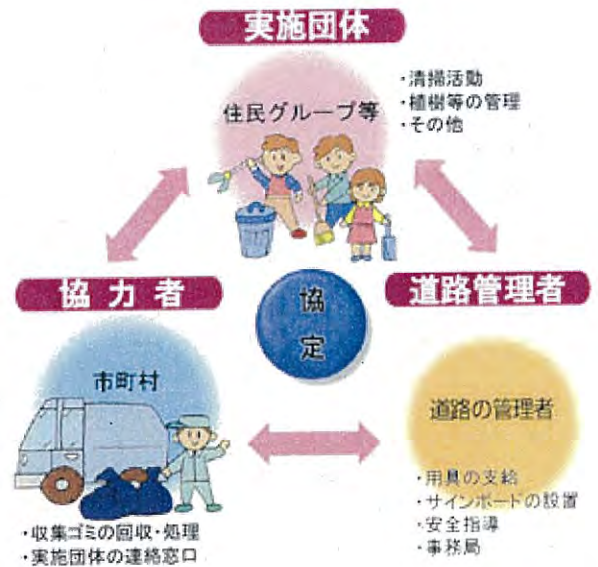 実施団体
住民グループ等
・清掃活動
・植樹等の管理
・その他
協力者
市町村
・収集ゴミの回収・処理
・実施団体の連絡窓口
協
定
道路管理者
道路の管理者
・用具の支給
・サインボードの設置
・安全指導
・事務局